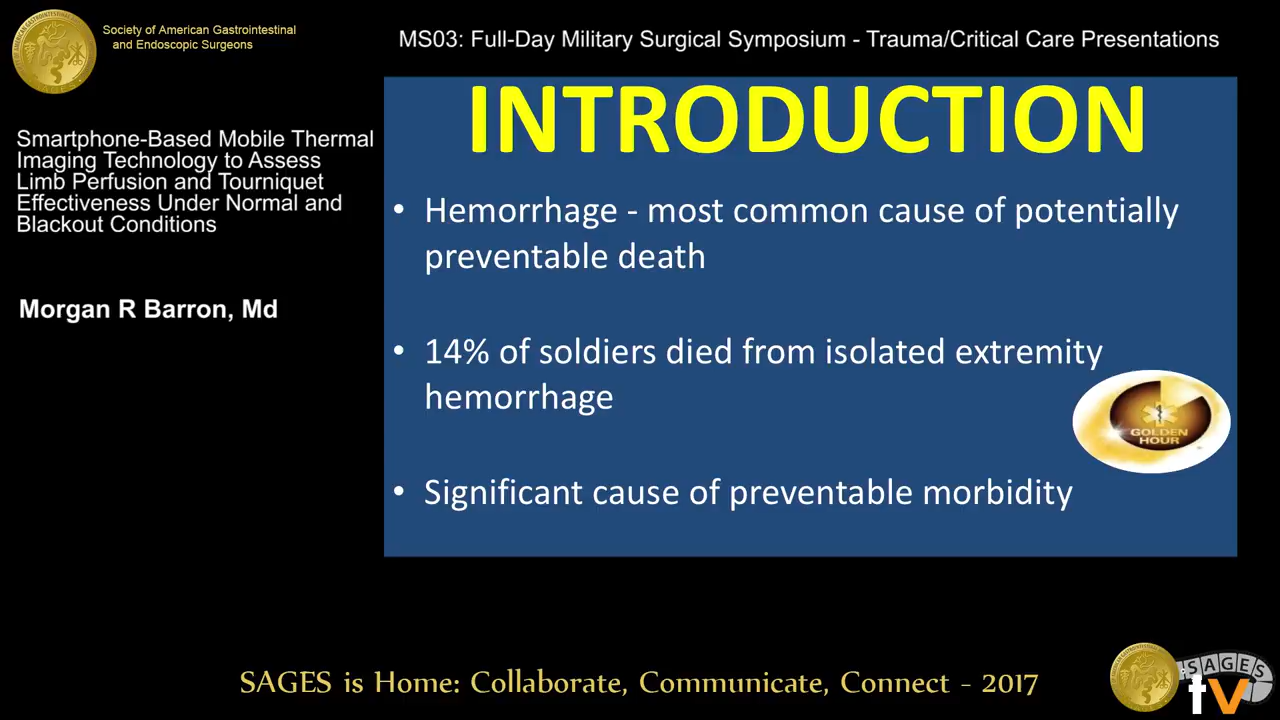 Society of American Gastrointestinal
and Endoscopic Surgeons
MS03: Full-Day Military Surgical Symposium - Trauma/Critical Care Presentations
Smartphone-Based Mobile Thermal
Imaging Technology to Assess
Limb Perfusion and Tourniquet
Effectiveness Under Normal and
Blackout Conditions
Morgan R Barron, Md
INTRODUCTION
• Hemorrhage - most common cause of potentially
preventable death
• 14% of soldiers died from isolated extremity
hemorrhage
GOLDEN
HOUR
• Significant cause of preventable morbidity
SAGES is Home: Collaborate, Communicate, Connect - 2017
SAGES
tv